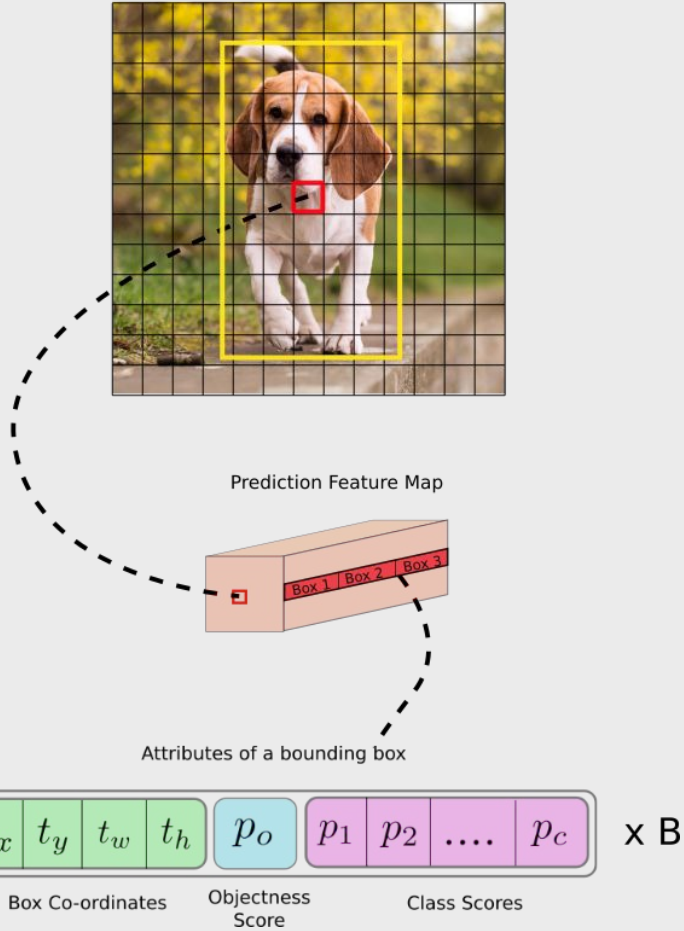 Prediction Feature Map
Box 1 Box 2 Box 3
Attributes of a bounding box
x t_y t_w t_h p_o p_1 p_2 .... p_c x B
Box Co-ordinates Objectness Score Class Scores